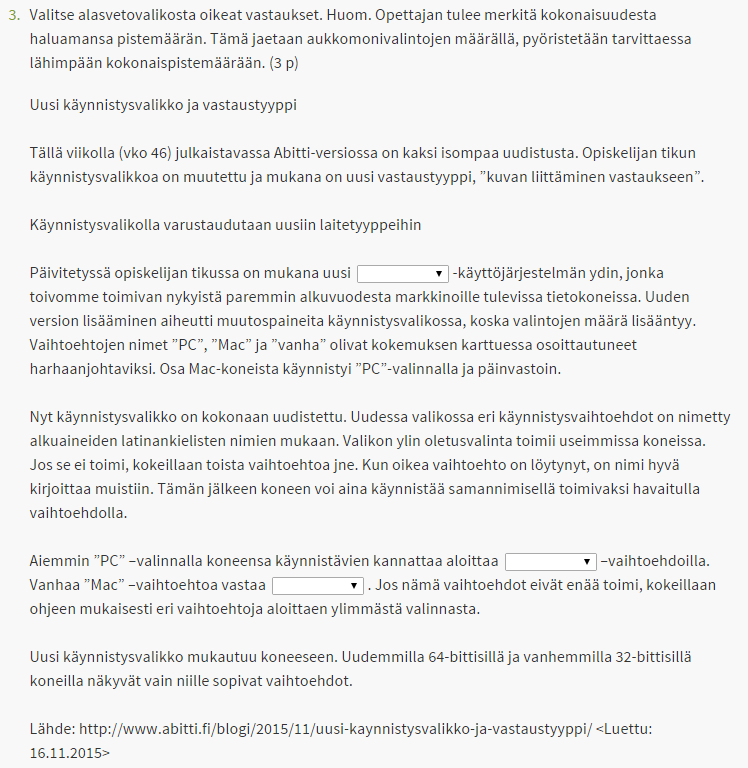 3. Valitse alasvetovalikosta oikeat vastaukset. Huom. Opettajan tulee merkitä kokonaisuudesta
haluamansa pistemäärän. Tämä jaetaan aukkomonivalintojen määrällä, pyöristetään tarvittaessa
lähimpään kokonaispistemäärään. (3 p)
Uusi käynnistysvalikko ja vastaustyyppi
Tällä viikolla (vko 46) julkaistavassa Abitti-versiossa on kaksi isompaa uudistusta. Opiskelijan tikun
käynnistysvalikkoa on muutettu ja mukana on uusi vastaustyyppi, ”kuvan liittäminen vastaukseen”.
Käynnistysvalikolla varustaudutaan uusiin laitetyyppeihin
Päivitetyssä opiskelijan tikussa on mukana uusi -käyttöjärjestelmän ydin, jonka
toivomme toimivan nykyistä paremmin alkuvuodesta markkinoille tulevissa tietokoneissa. Uuden
version lisääminen aiheutti muutospaineita käynnistysvalikossa, koska valintojen määrä lisääntyy.
Vaihtoehtojen nimet ”PC”, ”Mac” ja ”vanha” olivat kokemuksen karttuessa osoittautuneet
harhaanjohtaviksi. Osa Mac-koneista käynnistyi ”PC”-valinnalla ja päinvastoin.
Nyt käynnistysvalikko on kokonaan uudistettu. Uudessa valikossa eri käynnistysvaihtoehdot on nimetty
alkuaineiden latinankielisten nimien mukaan. Valikon ylin oletusvalinta toimii useimmissa koneissa.
Jos se ei toimi, kokeillaan toista vaihtoehtoa jne. Kun oikea vaihtoehto on löytynyt, on nimi hyvä
kirjoittaa muistiin. Tämän jälkeen koneen voi aina käynnistää samannimisellä toimivaksi havaitulla
vaihtoehdolla.
Aiemmin ”PC” –valinnalla koneensa käynnistävien kannattaa aloittaa –vaihtoehdoilla.
Vanhaa ”Mac” –vaihtoehtoa vastaa . Jos nämä vaihtoehdot eivät enää toimi, kokeillaan
ohjeen mukaisesti eri vaihtoehtoja aloittaen ylimmästä valinnasta.
Uusi käynnistysvalikko mukautuu koneeseen. Uudemmilla 64-bittisillä ja vanhemmilla 32-bittisillä
koneilla näkyvät vain niille sopivat vaihtoehdot.
Lähde: http://www.abitti.fi/blogi/2015/11/uusi-kaynnistysvalikko-ja-vastaustyyppi/ <Luettu:
16.11.2015>